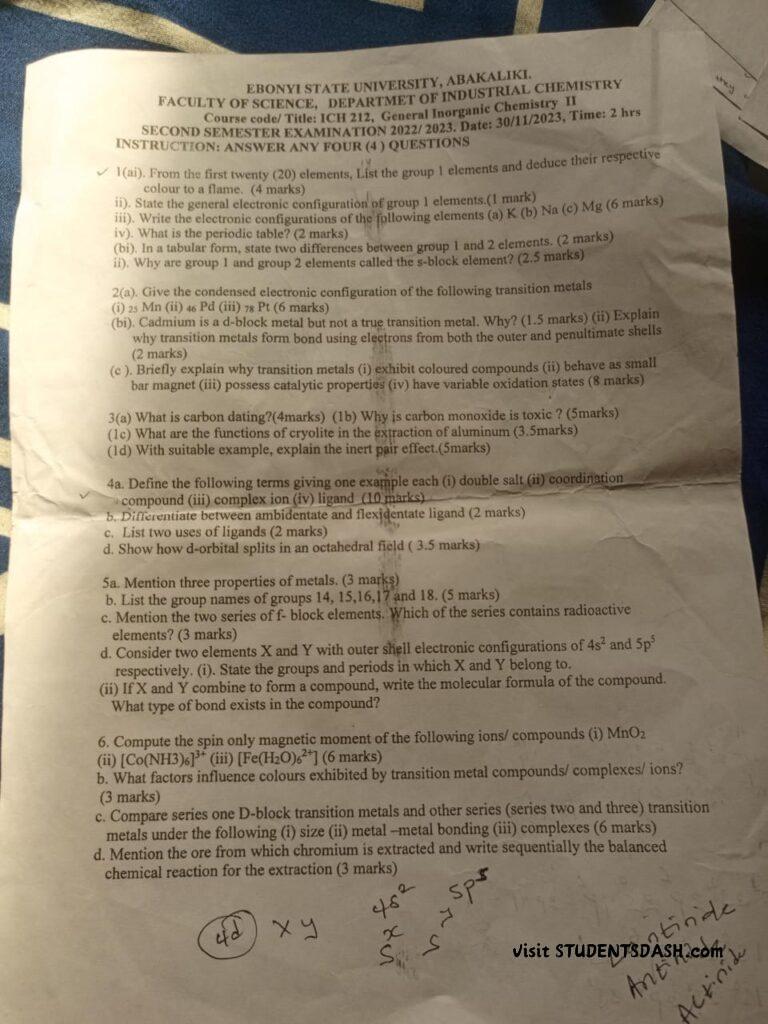 EBONYI STATE UNIVERSITY, ABAKALIKI.
FACULTY OF SCIENCE, DEPARTMET OF INDUSTRIAL CHEMISTRY
Course code/ Title: ICH 212, General Inorganic Chemistry II
SECOND SEMESTER EXAMINATION 2022/ 2023. Date: 30/11/2023, Time: 2 hrs
INSTRUCTION: ANSWER ANY FOUR (4 ) QUESTIONS
1(ai). From the first twenty (20) elements, List the group 1 elements and deduce their respective
colour to a flame. (4 marks)
ii). State the general electronic configuration of group 1 elements.(1 mark)
iii). Write the electronic configurations of the following elements (a) K (b) Na (c) Mg (6 marks)
iv). What is the periodic table? (2 marks)
(bi). In a tabular form, state two differences between group 1 and 2 elements. (2 marks)
ii). Why are group 1 and group 2 elements called the s-block element? (2.5 marks)
2(a). Give the condensed electronic configuration of the following transition metals
(i) 25 Mn (ii) 46 Pd (iii) 78 Pt (6 marks)
(bi). Cadmium is a d-block metal but not a true transition metal. Why? (1.5 marks) (ii) Explain
why transition metals form bond using electrons from both the outer and penultimate shells
(2 marks)
(c ). Briefly explain why transition metals (i) exhibit coloured compounds (ii) behave as small
bar magnet (iii) possess catalytic properties (iv) have variable oxidation states (8 marks)
3(a) What is carbon dating?(4marks) (1b) Why is carbon monoxide is toxic ? (5marks)
(1c) What are the functions of cryolite in the extraction of aluminum (3.5marks)
(1d) With suitable example, explain the inert pair effect.(5marks)
4a. Define the following terms giving one example each (i) double salt (ii) coordination
compound (iii) complex ion (iv) ligand (10 marks)
b. Differentiate between ambidentate and flexidentate ligand (2 marks)
c. List two uses of ligands (2 marks)
d. Show how d-orbital splits in an octahedral field ( 3.5 marks)
5a. Mention three properties of metals. (3 marks)
b. List the group names of groups 14, 15,16,17 and 18. (5 marks)
c. Mention the two series of f- block elements. Which of the series contains radioactive
elements? (3 marks)
d. Consider two elements X and Y with outer shell electronic configurations of 4s² and 5p⁵
respectively. (i). State the groups and periods in which X and Y belong to.
(ii) If X and Y combine to form a compound, write the molecular formula of the compound.
What type of bond exists in the compound?
6. Compute the spin only magnetic moment of the following ions/ compounds (i) MnO₂
(ii) [Co(NH3)₆]³⁺ (iii) [Fe(H₂O)₆²⁺] (6 marks)
b. What factors influence colours exhibited by transition metal compounds/ complexes/ ions?
(3 marks)
c. Compare series one D-block transition metals and other series (series two and three) transition
metals under the following (i) size (ii) metal –metal bonding (iii) complexes (6 marks)
d. Mention the ore from which chromium is extracted and write sequentially the balanced
chemical reaction for the extraction (3 marks)
4d x y 4s² 5p⁵
x y
S S
Visit STUDENTSDASH.com
Actinide